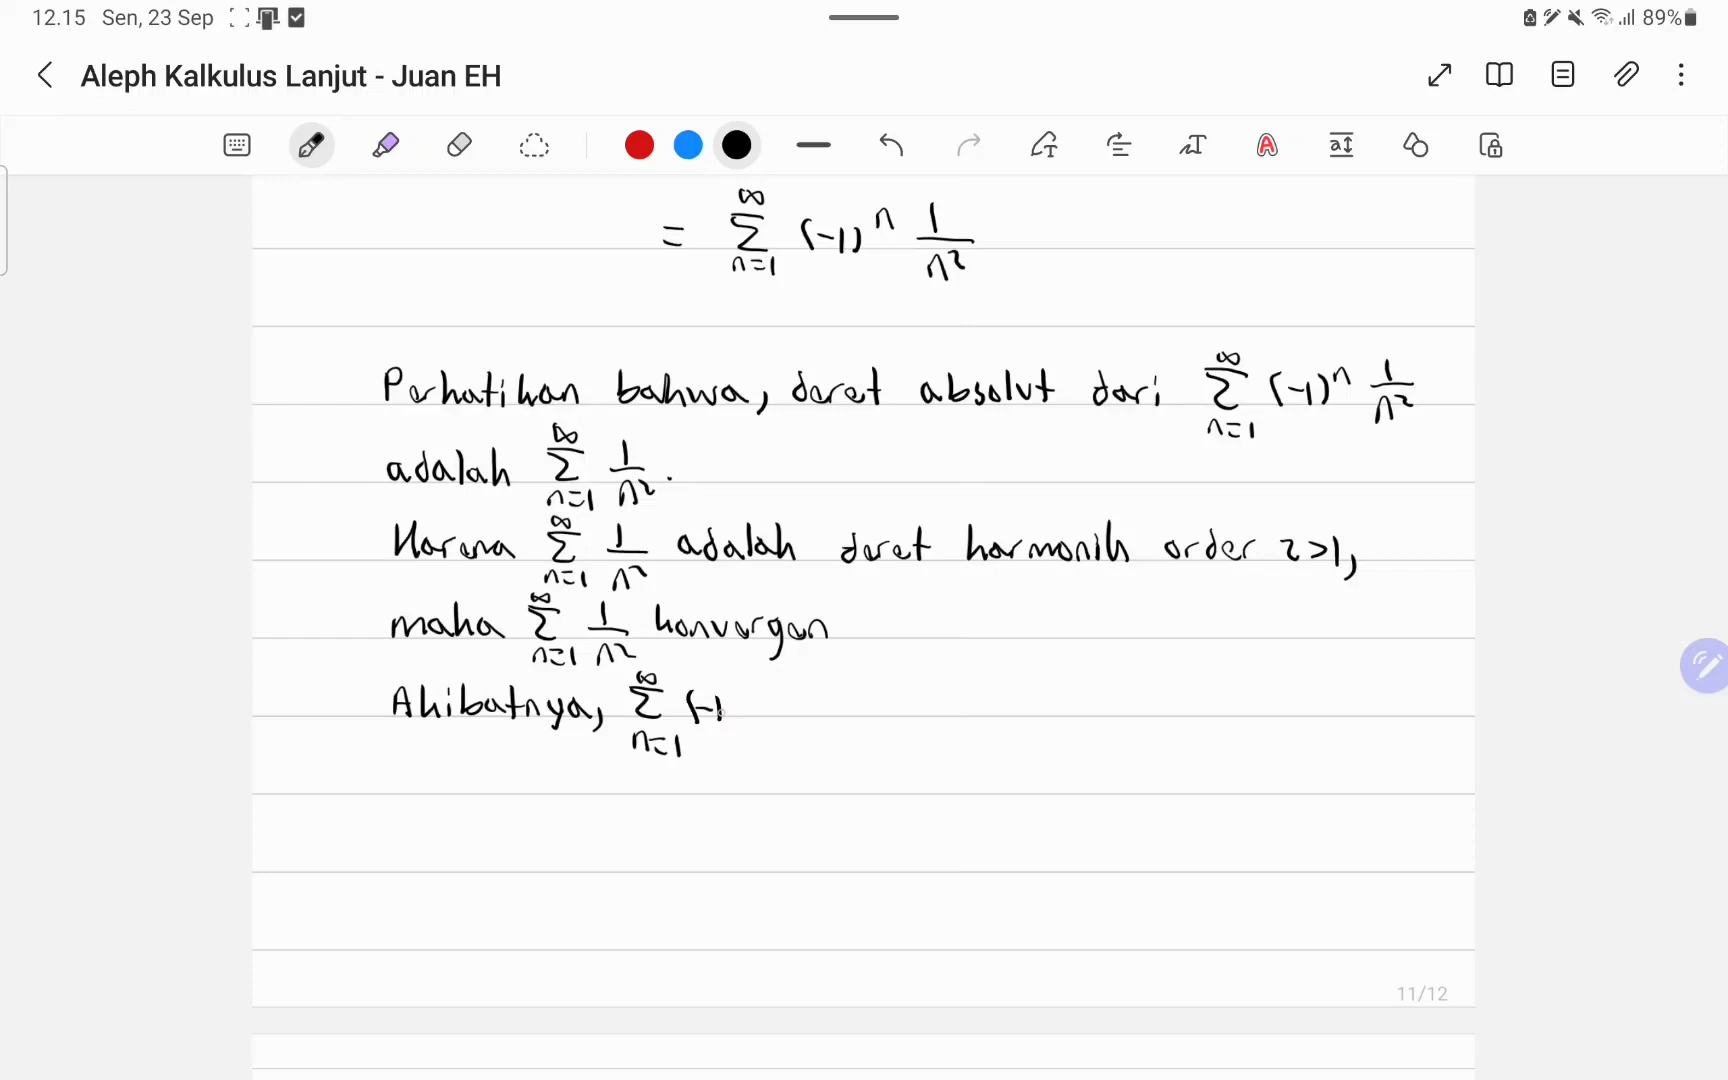 12.15 Sen, 23 Sep 89%
Aleph Kalkulus Lanjut - Juan EH
= ∑_{n=1}^{∞} (-1)^n 1/n²
Perhatikan bahwa, deret absolut dari ∑_{n=1}^{∞} (-1)^n 1/n²
adalah ∑_{n=1}^{∞} 1/n².
Karena ∑_{n=1}^{∞} 1/n² adalah deret harmonik order 2>1,
maka ∑_{n=1}^{∞} 1/n² konvergen
Akibatnya, ∑_{n=1}^{∞} (-1
11/12